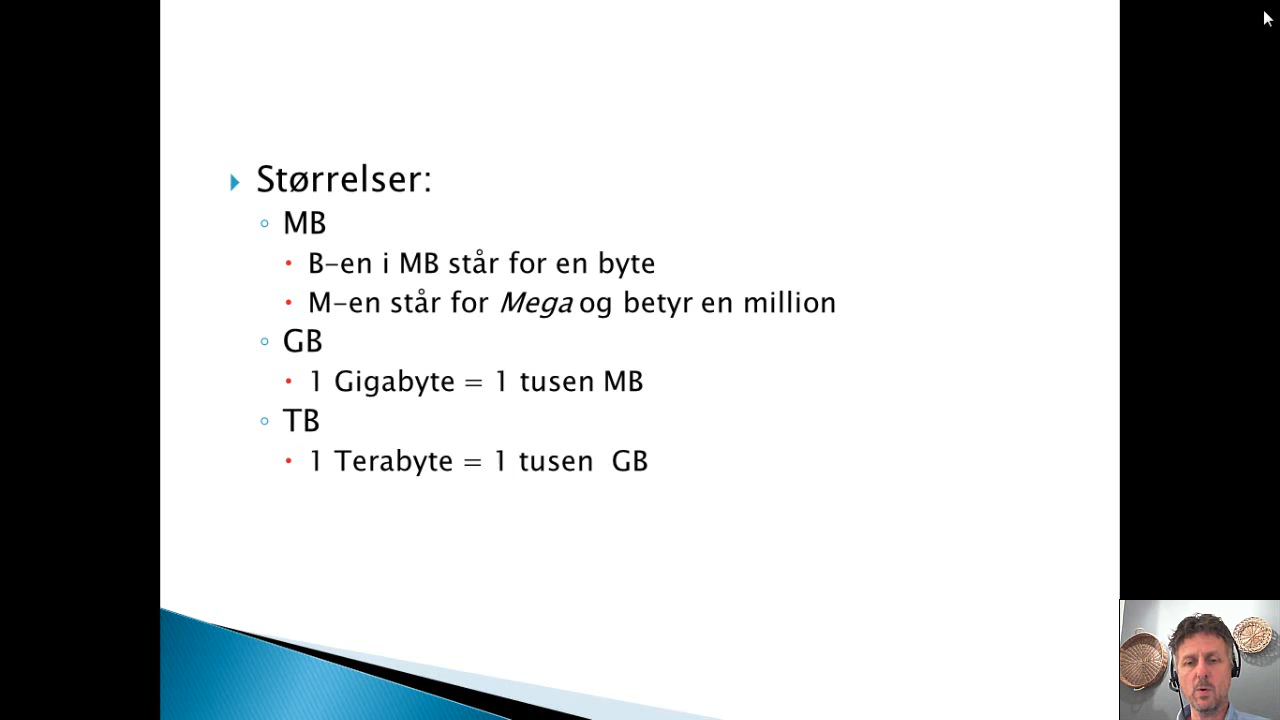 Størrelser:
MB
B-en i MB står for en byte
M-en står for Mega og betyr en million
GB
1 Gigabyte = 1 tusen MB
TB
1 Terabyte = 1 tusen  GB